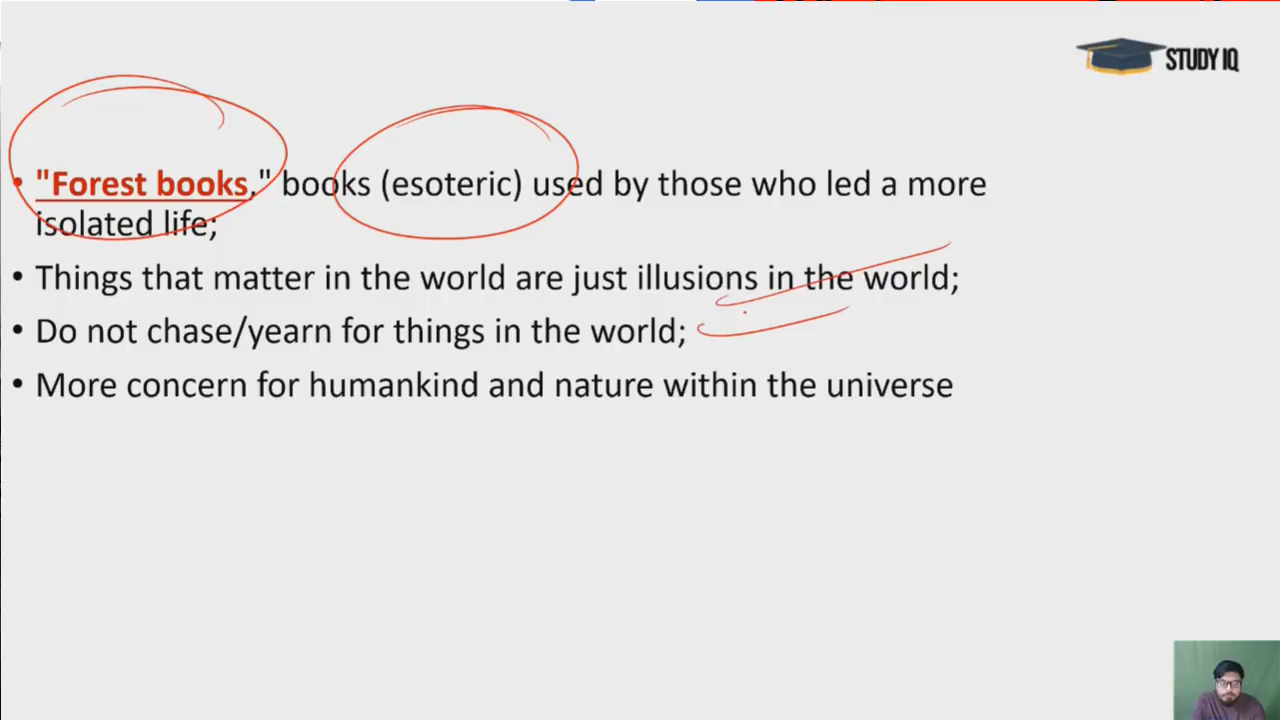 STUDY IQ
• "Forest books," books (esoteric) used by those who led a more
isolated life;
• Things that matter in the world are just illusions in the world;
• Do not chase/yearn for things in the world;
• More concern for humankind and nature within the universe